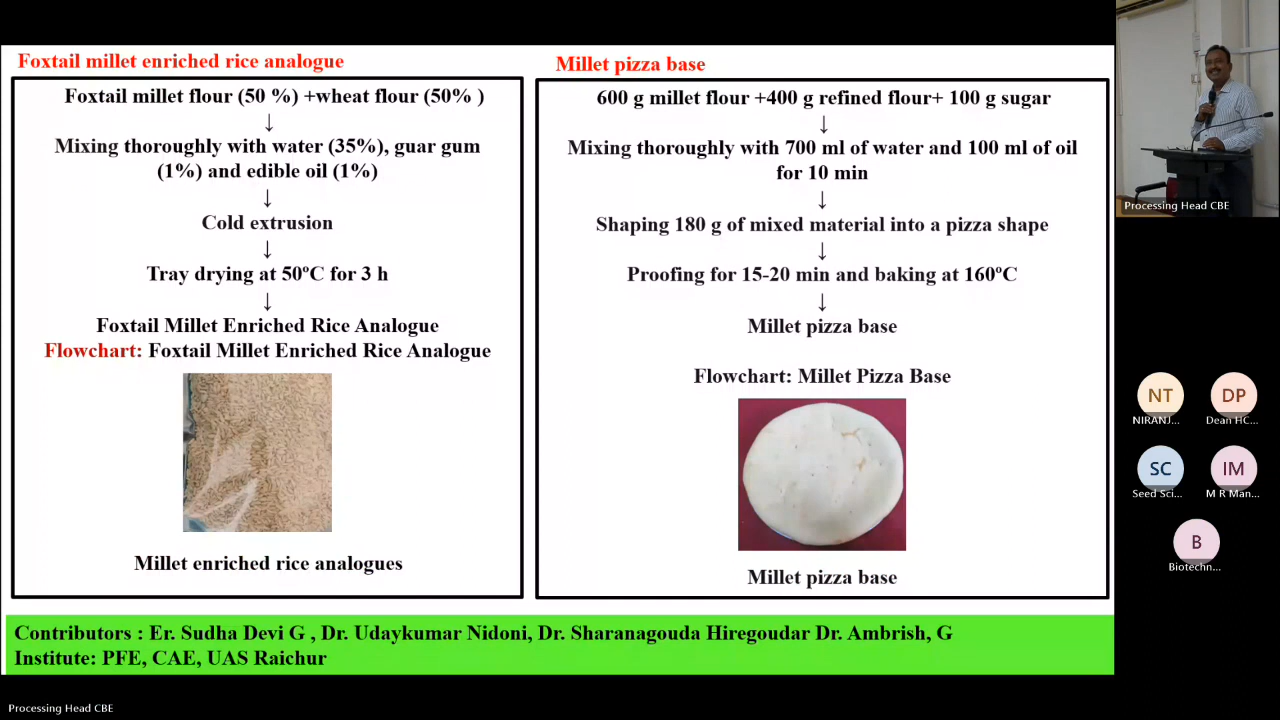 Foxtail millet enriched rice analogue
Foxtail millet flour (50 %) +wheat flour (50% )
↓
Mixing thoroughly with water (35%), guar gum
(1%) and edible oil (1%)
↓
Cold extrusion
↓
Tray drying at 50ºC for 3 h
↓
Foxtail Millet Enriched Rice Analogue
Flowchart: Foxtail Millet Enriched Rice Analogue
Millet enriched rice analogues
Millet pizza base
600 g millet flour +400 g refined flour+ 100 g sugar
↓
Mixing thoroughly with 700 ml of water and 100 ml of oil
for 10 min
↓
Shaping 180 g of mixed material into a pizza shape
↓
Proofing for 15-20 min and baking at 160ºC
↓
Millet pizza base
Flowchart: Millet Pizza Base
Millet pizza base
Contributors : Er. Sudha Devi G , Dr. Udaykumar Nidoni, Dr. Sharanagouda Hiregoudar Dr. Ambrish, G
Institute: PFE, CAE, UAS Raichur
Processing Head CBE
NT
NIRANJ...
DP
Dean HC...
SC
Seed Sci...
IM
M R Man...
B
Biotechn...
Processing Head CBE